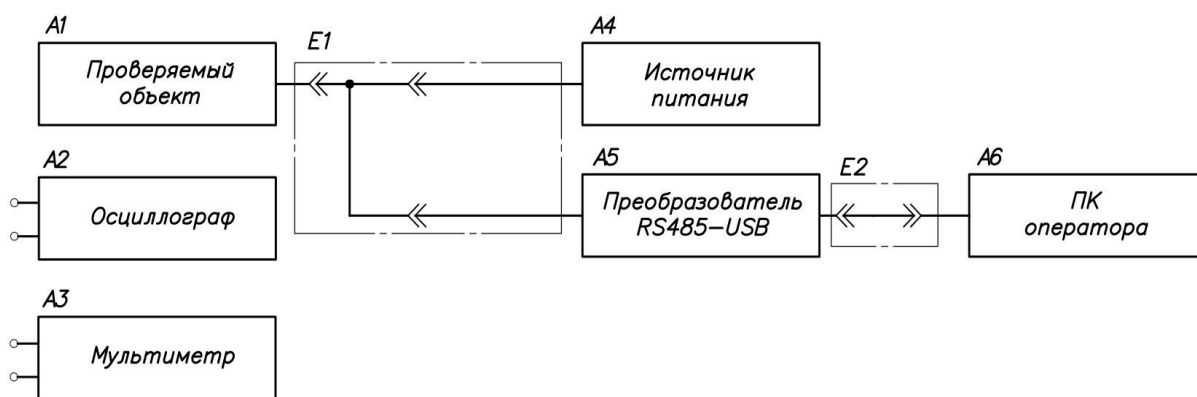 A1
Проверяемый
объект
E1
A4
Источник
питания
A2
Осциллограф
A5
Преобразователь
RS485–USB
E2
A6
ПК
оператора
A3
Мультиметр